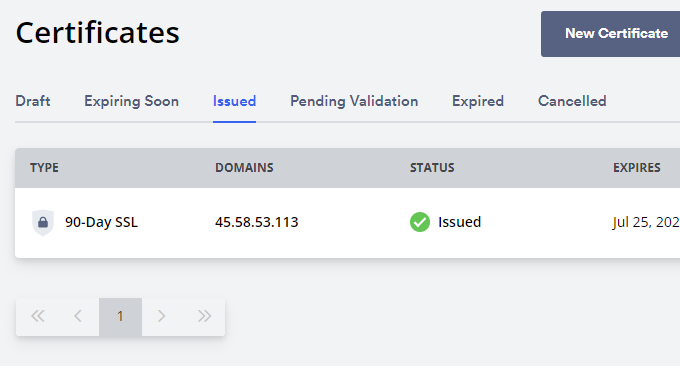 Certificates
New Certificate
Draft Expiring Soon Issued Pending Validation Expired Cancelled
TYPE DOMAINS STATUS EXPIRES
90-Day SSL 45.58.53.113 Issued Jul 25, 202
1